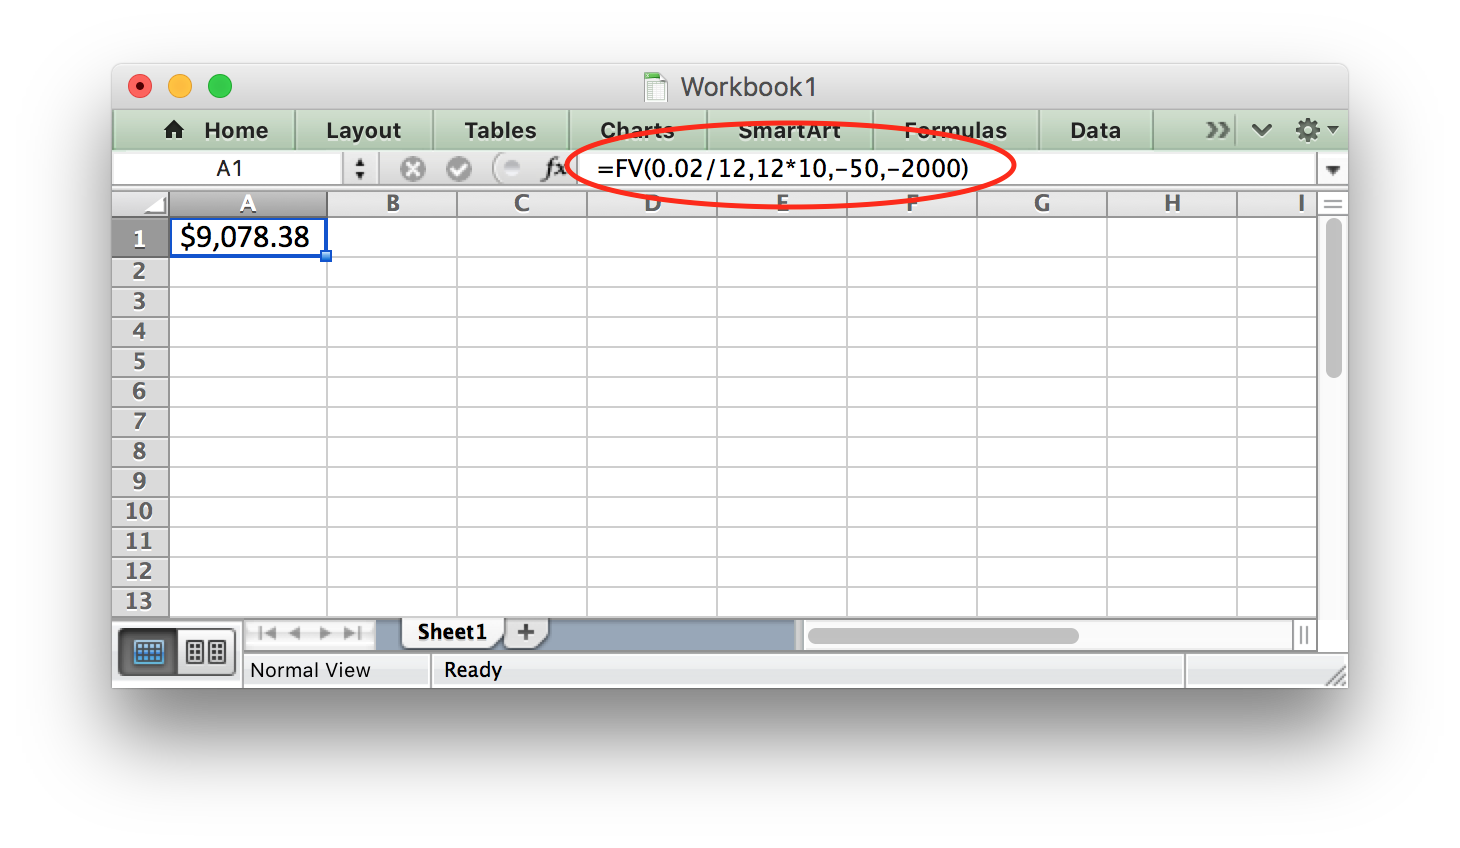 Workbook1
Home Layout Tables Charts SmartArt Formulas Data
A1 fx =FV(0.02/12,12*10,-50,-2000)
A B C D E F G H I
1 $9,078.38
2
3
4
5
6
7
8
9
10
11
12
13
Sheet1
Normal View Ready